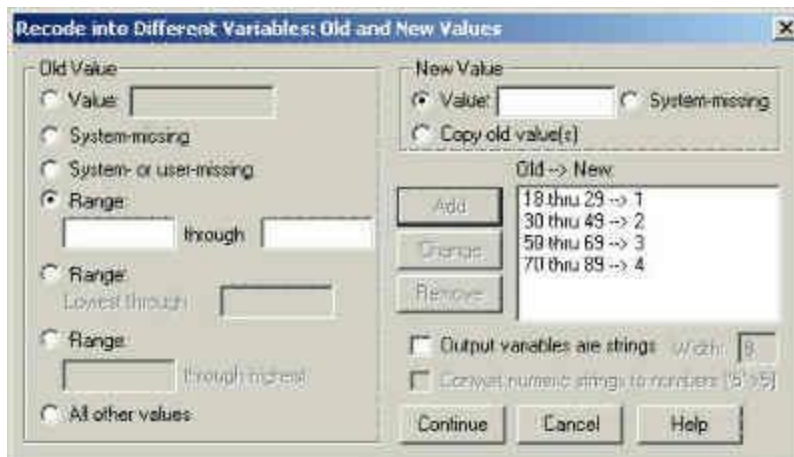 Recode into Different Variables: Old and New Values
Old Value
Value:
System-missing
System- or user-missing
Range:
through
Range:
Lowest through
Range:
through highest
All other values
New Value
Value:
System-missing
Copy old value(s)
Old --> New:
Add
Change
Remove
18 thru 29 --> 1
30 thru 49 --> 2
50 thru 69 --> 3
70 thru 89 --> 4
Output variables are strings Width: 8
Convert numeric strings to numbers ('5'->5)
Continue
Cancel
Help